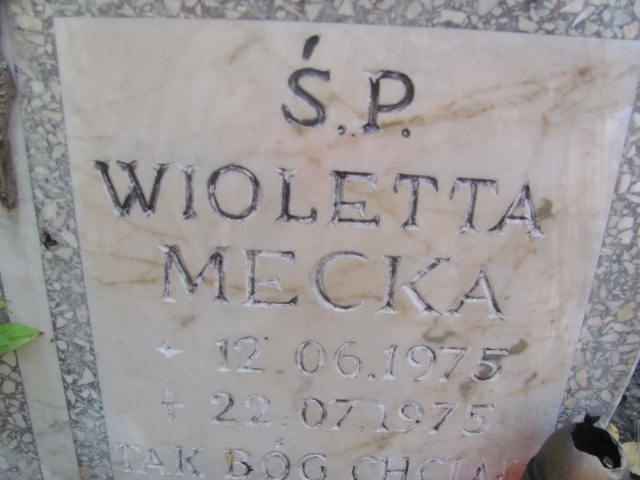 Ś.P.
WIOLETTA
MECKA
* 12.06.1975
+ 22.07.1975
TAK BÓG CHCIAŁ